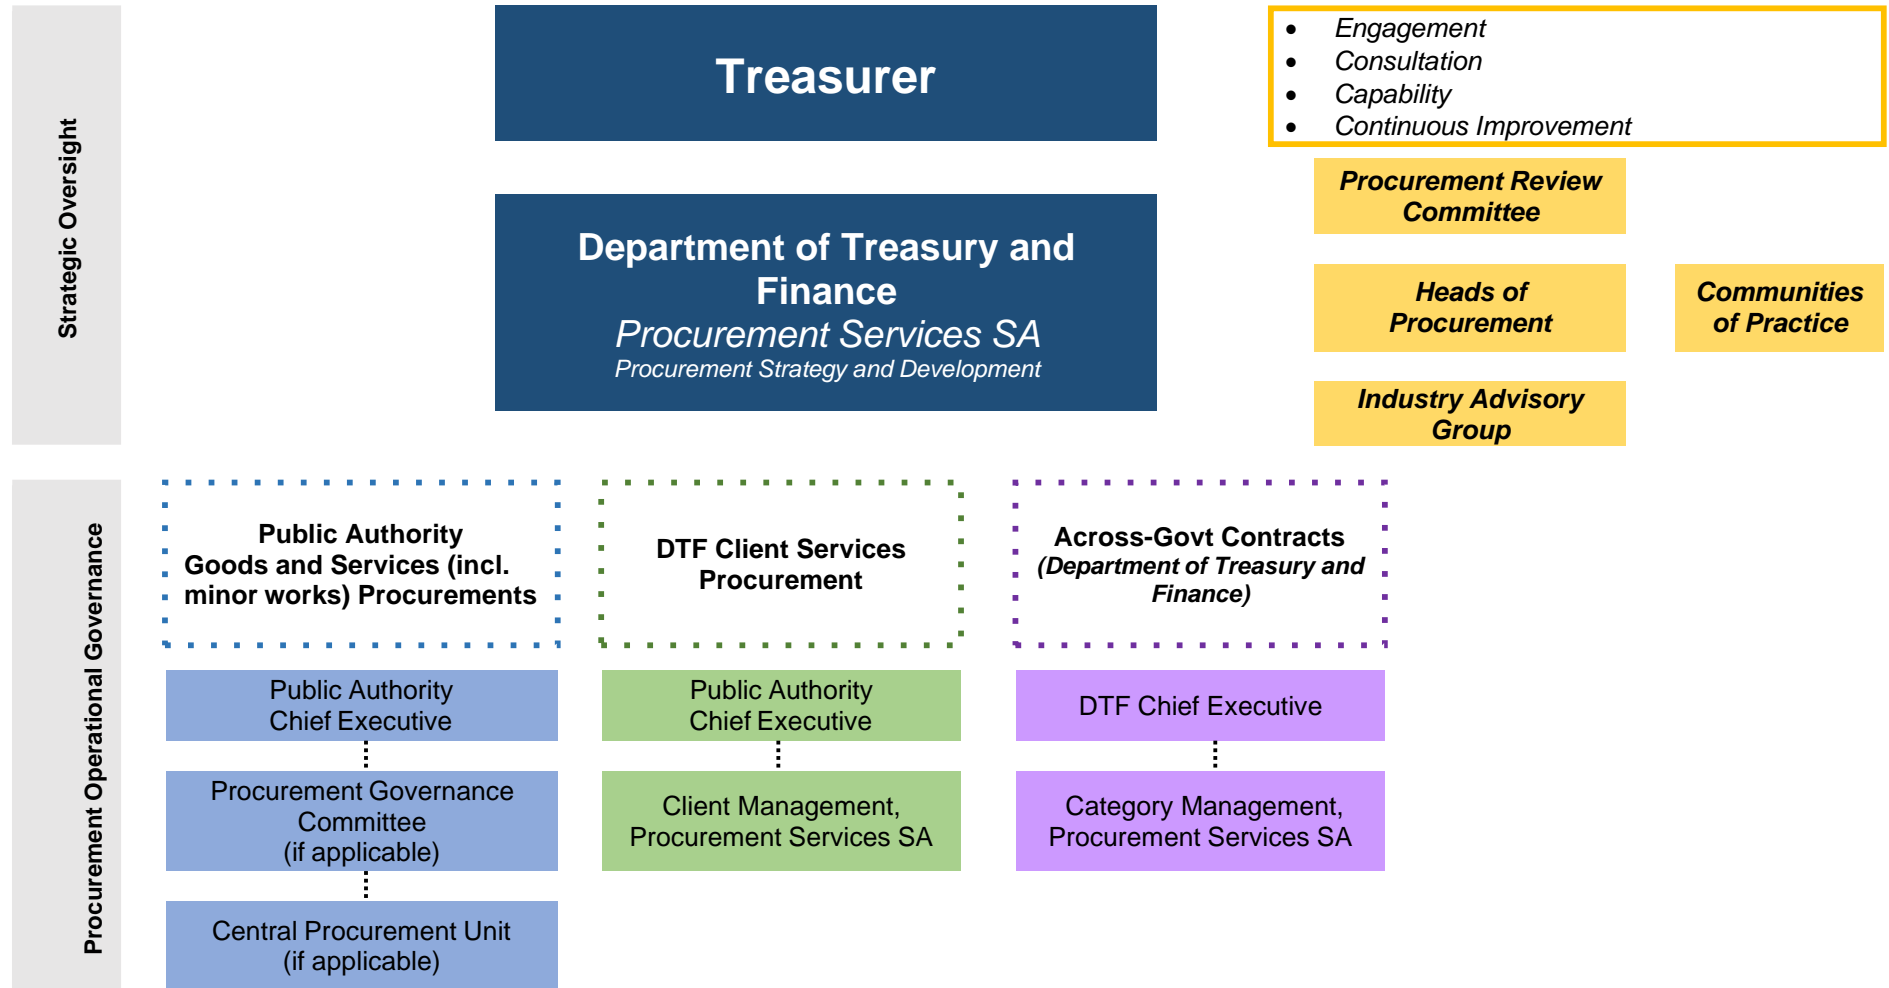 Strategic Oversight
Treasurer
Department of Treasury and
Finance
Procurement Services SA
Procurement Strategy and Development
• Engagement
• Consultation
• Capability
• Continuous Improvement
Procurement Review
Committee
Heads of
Procurement
Communities
of Practice
Industry Advisory
Group
Procurement Operational Governance
Public Authority
Goods and Services (incl.
minor works) Procurements
Public Authority
Chief Executive
Procurement Governance
Committee
(if applicable)
Central Procurement Unit
(if applicable)
DTF Client Services
Procurement
Public Authority
Chief Executive
Client Management,
Procurement Services SA
Across-Govt Contracts
(Department of Treasury and
Finance)
DTF Chief Executive
Category Management,
Procurement Services SA